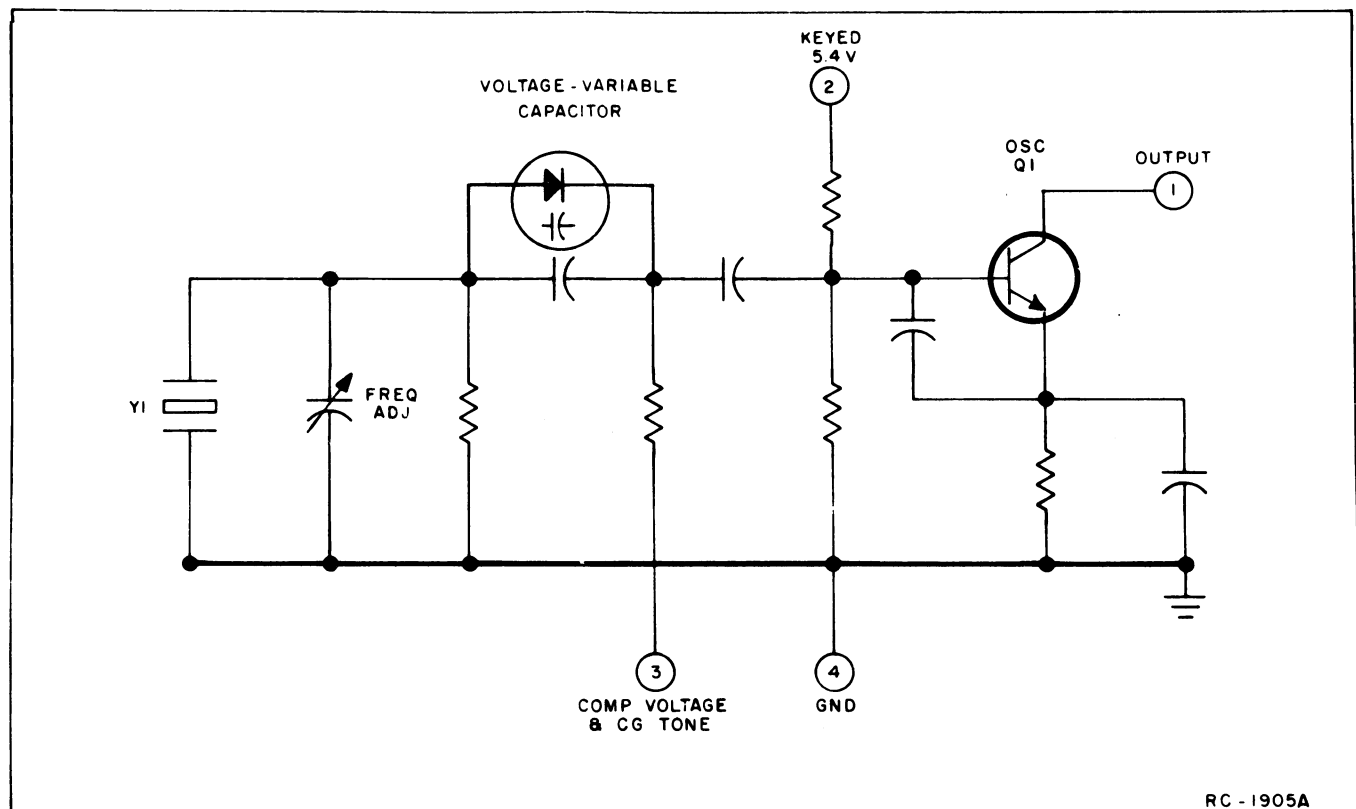 KEYED
5.4 V
2
VOLTAGE - VARIABLE
CAPACITOR
OSC
Q1
OUTPUT
1
Y1
FREQ
ADJ
3
4
COMP VOLTAGE
& CG TONE
GND
RC - 1905A